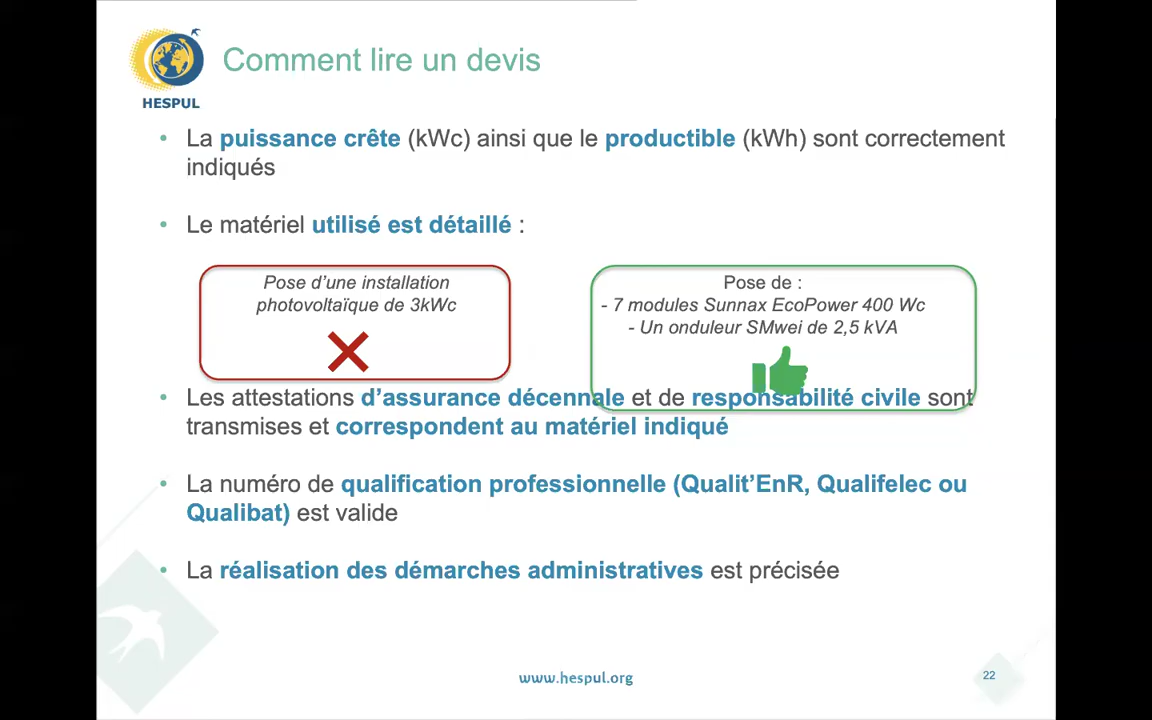 Comment lire un devis
HESPUL
• La puissance crête (kWc) ainsi que le productible (kWh) sont correctement
indiqués
• Le matériel utilisé est détaillé :
Pose d’une installation
photovoltaïque de 3kWc
Pose de :
- 7 modules Sunnax EcoPower 400 Wc
- Un onduleur SMwei de 2,5 kVA
• Les attestations d’assurance décennale et de responsabilité civile sont
transmises et correspondent au matériel indiqué
• La numéro de qualification professionnelle (Qualit’EnR, Qualifelec ou
Qualibat) est valide
• La réalisation des démarches administratives est précisée
www.hespul.org
22